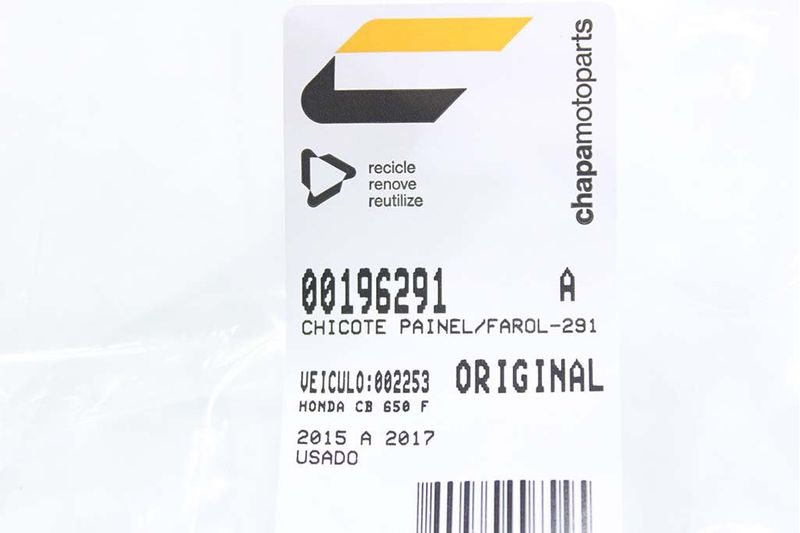 chapamotoparts
recicle
renove
reutilize
00196291 A
CHICOTE PAINEL/FAROL-291
VEICULO:002253 ORIGINAL
HONDA CB 650 F
2015 A 2017
USADO